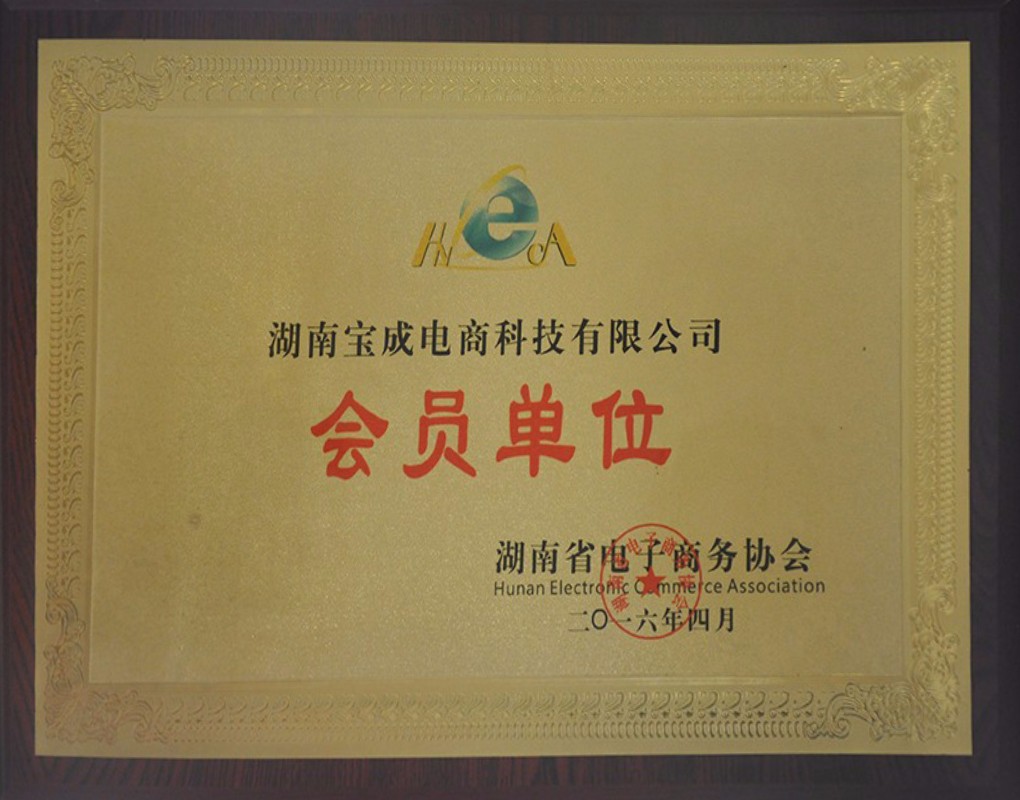 HNeCA
湖南宝成电商科技有限公司
会员单位
湖南省电子商务协会
Hunan Electronic Commerce Association
二〇一六年四月